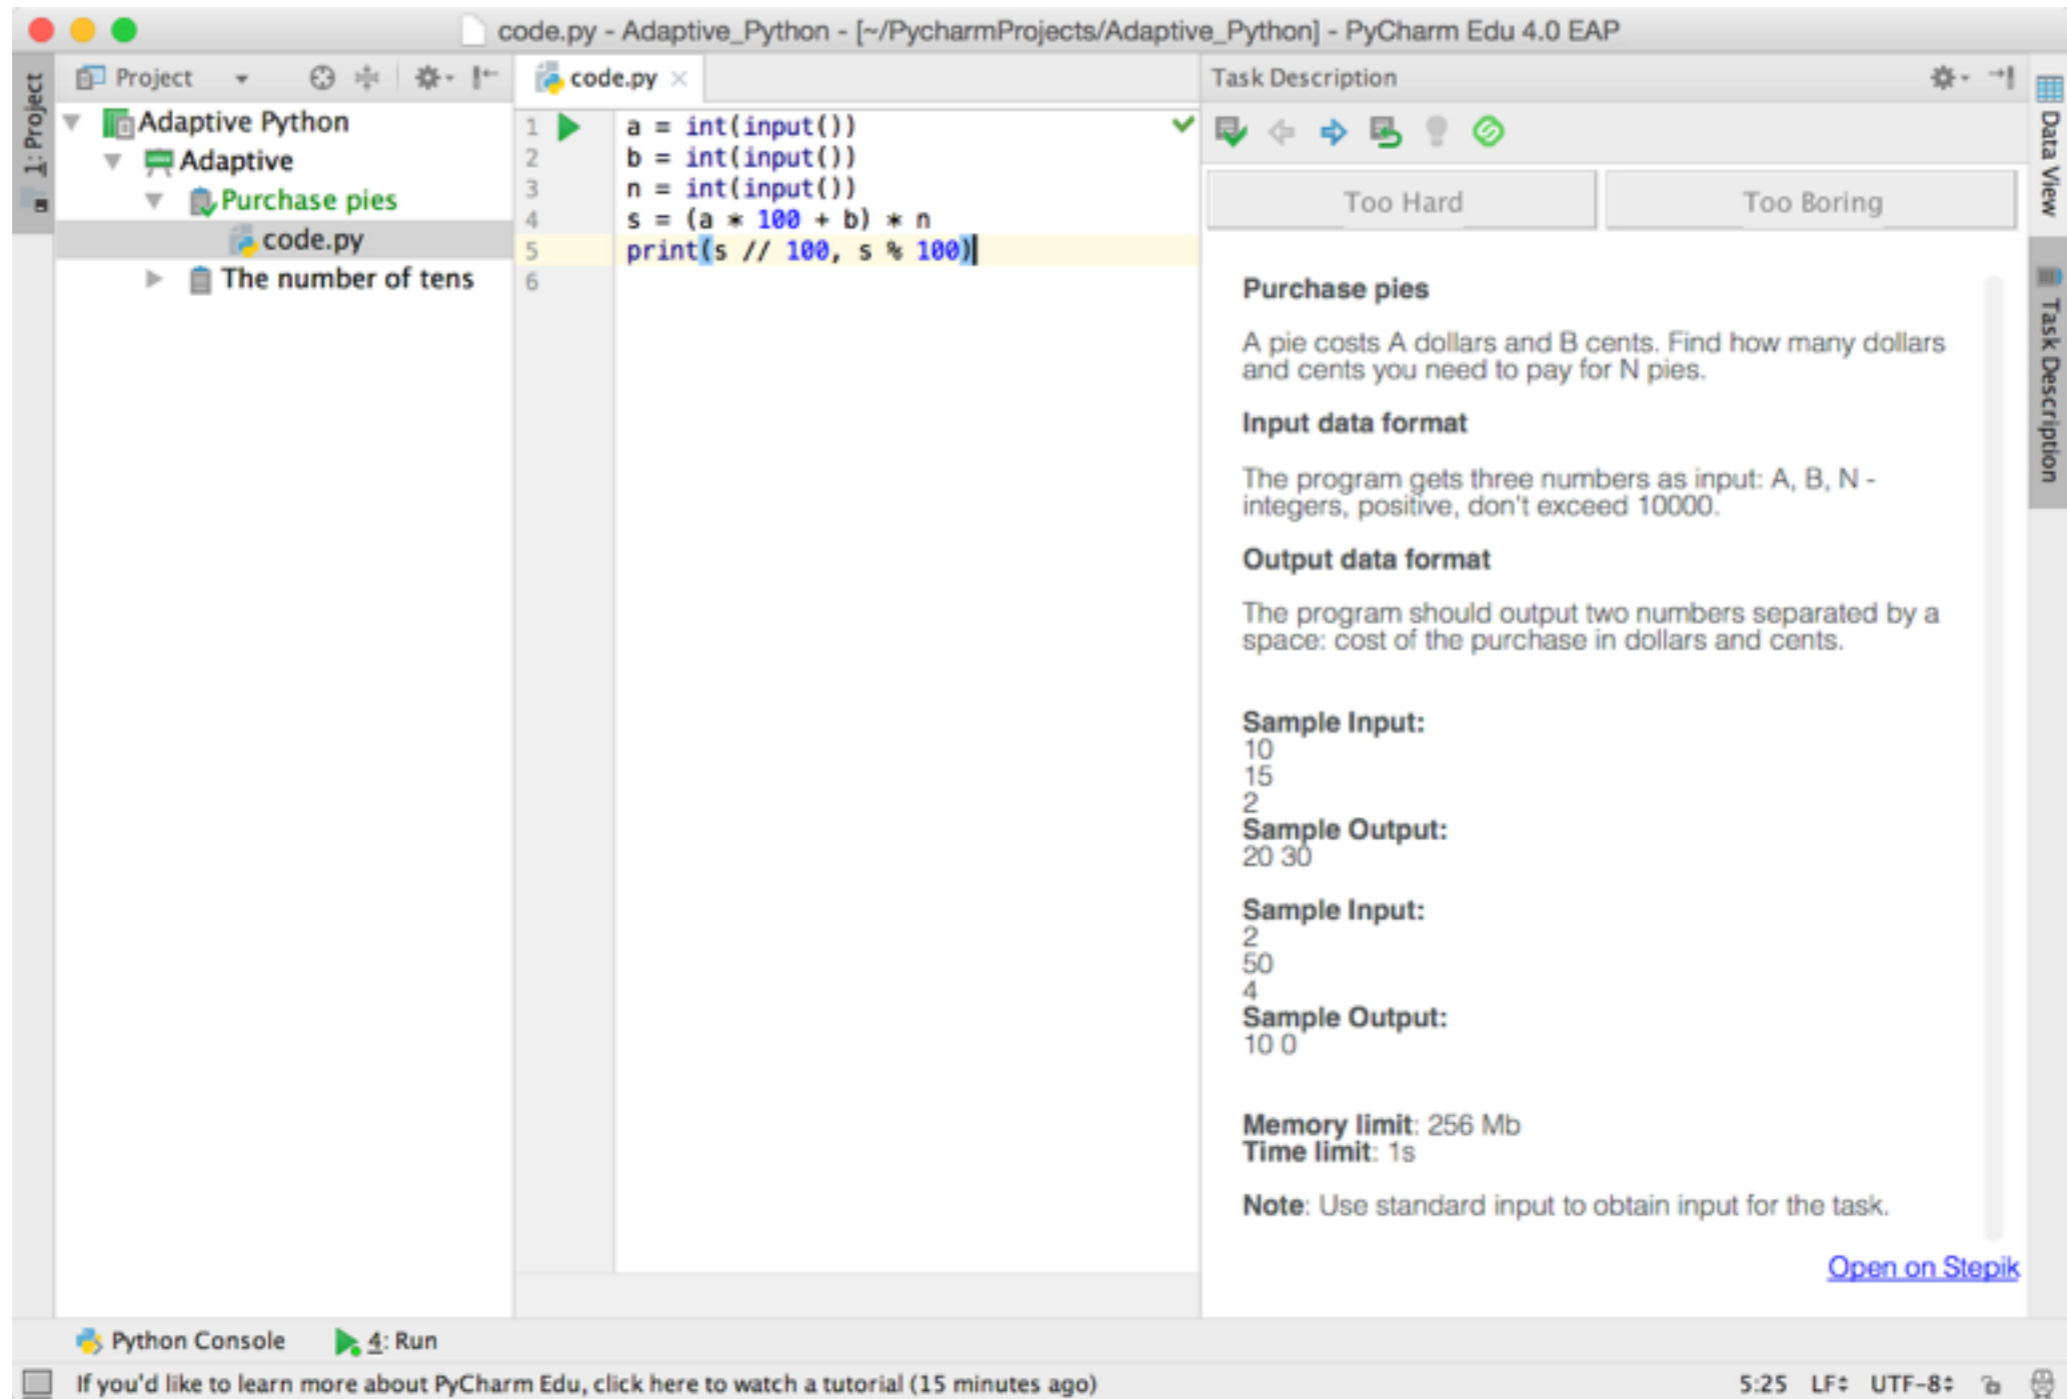 code.py - Adaptive_Python - [~/PycharmProjects/Adaptive_Python] - PyCharm Edu 4.0 EAP
1: Project
Project
Adaptive Python
Adaptive
Purchase pies
code.py
The number of tens
code.py
1 a = int(input())
2 b = int(input())
3 n = int(input())
4 s = (a * 100 + b) * n
5 print(s // 100, s % 100)
6
Task Description
Too Hard
Too Boring
Purchase pies
A pie costs A dollars and B cents. Find how many dollars
and cents you need to pay for N pies.
Input data format
The program gets three numbers as input: A, B, N -
integers, positive, don't exceed 10000.
Output data format
The program should output two numbers separated by a
space: cost of the purchase in dollars and cents.
Sample Input:
10
15
2
Sample Output:
20 30
Sample Input:
2
50
4
Sample Output:
10 0
Memory limit: 256 Mb
Time limit: 1s
Note: Use standard input to obtain input for the task.
Open on Stepik
Data View
Task Description
Python Console
4: Run
If you'd like to learn more about PyCharm Edu, click here to watch a tutorial (15 minutes ago)
5:25 LF UTF-8